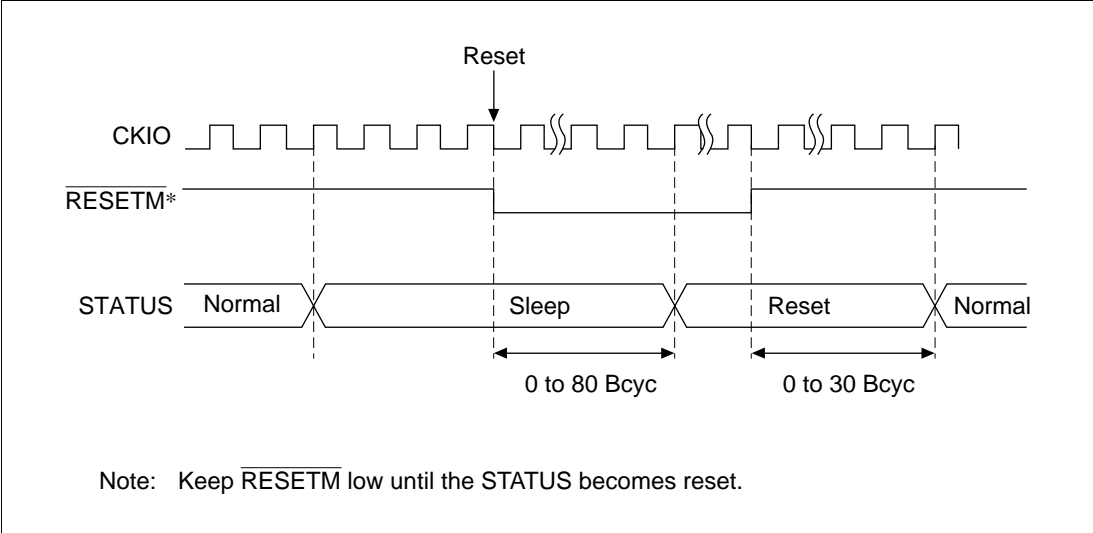 Reset
CKIO
RESETM*
STATUS Normal Sleep Reset Normal
0 to 80 Bcyc 0 to 30 Bcyc
Note: Keep RESETM low until the STATUS becomes reset.